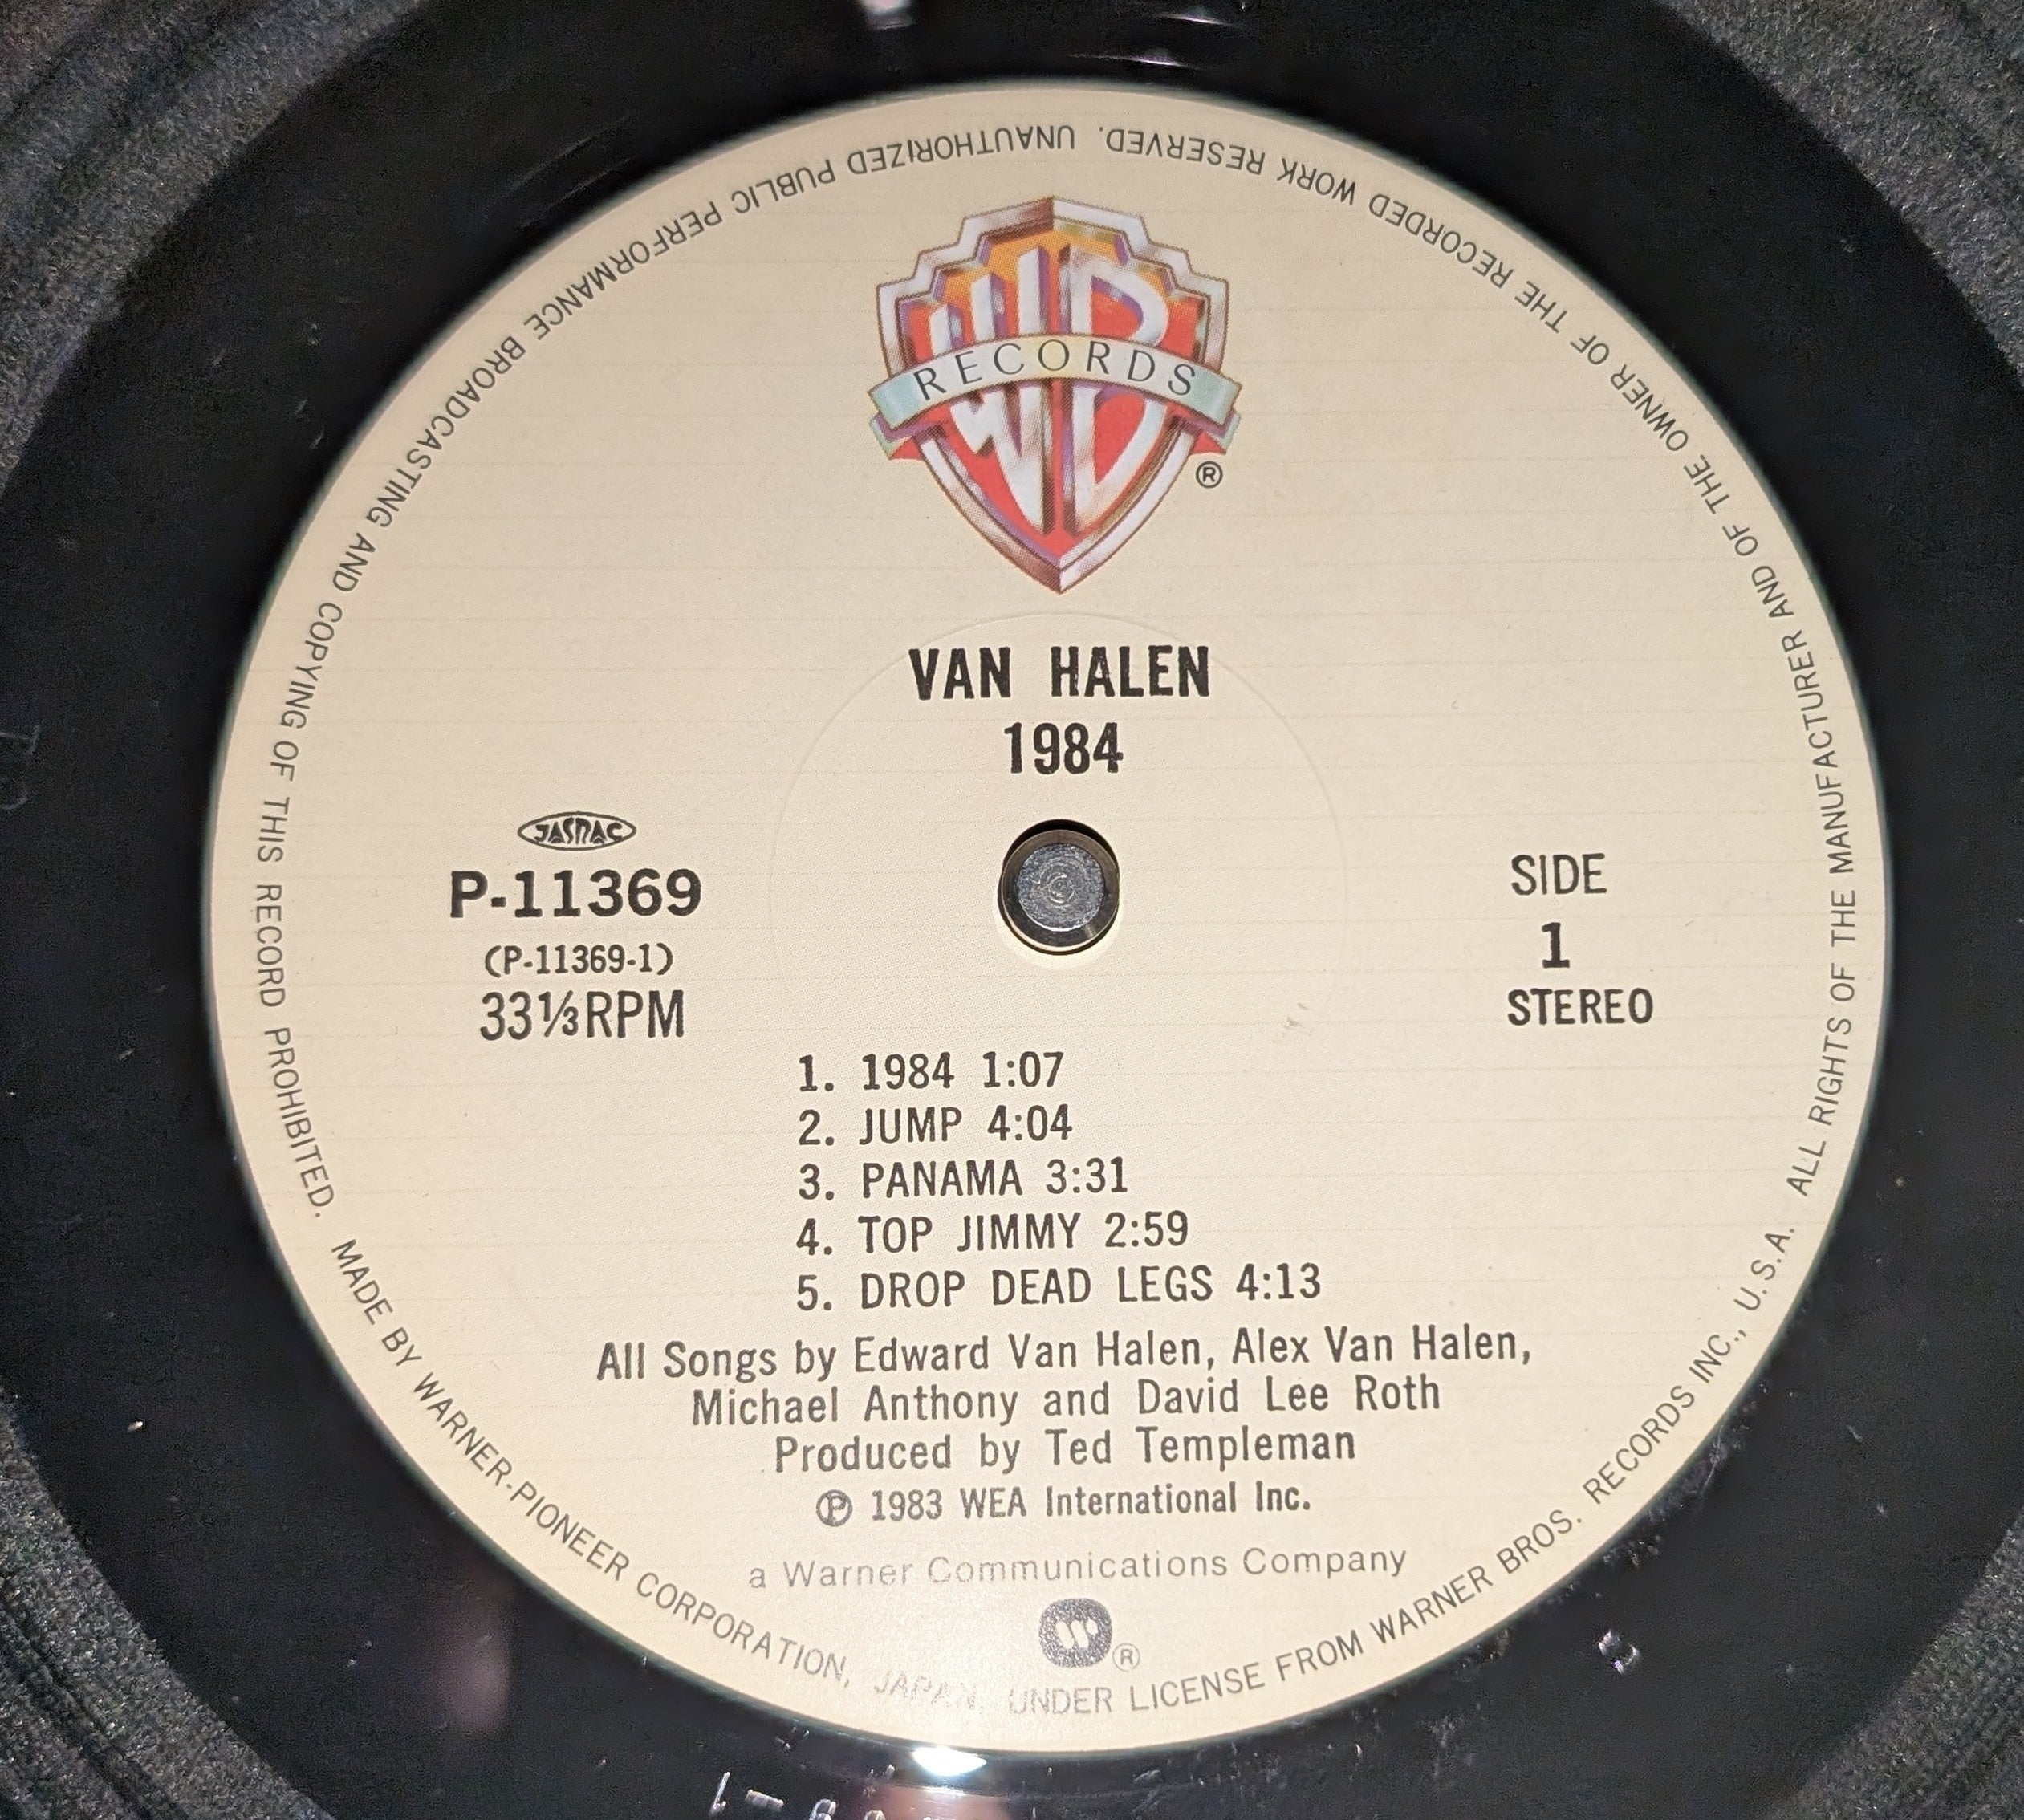 WB
RECORDS
®
VAN HALEN
1984
JASRAC
P-11369
(P-11369-1)
33⅓RPM
SIDE
1
STEREO
1. 1984 1:07
2. JUMP 4:04
3. PANAMA 3:31
4. TOP JIMMY 2:59
5. DROP DEAD LEGS 4:13
All Songs by Edward Van Halen, Alex Van Halen,
Michael Anthony and David Lee Roth
Produced by Ted Templeman
℗ 1983 WEA International Inc.
a Warner Communications Company
W®
MADE BY WARNER-PIONEER CORPORATION, JAPAN. UNDER LICENSE FROM WARNER BROS. RECORDS INC., U.S.A. ALL RIGHTS OF THE MANUFACTURER AND OF THE OWNER OF THE RECORDED WORK RESERVED. UNAUTHORIZED PUBLIC PERFORMANCE BROADCASTING AND COPYING OF THIS RECORD PROHIBITED.